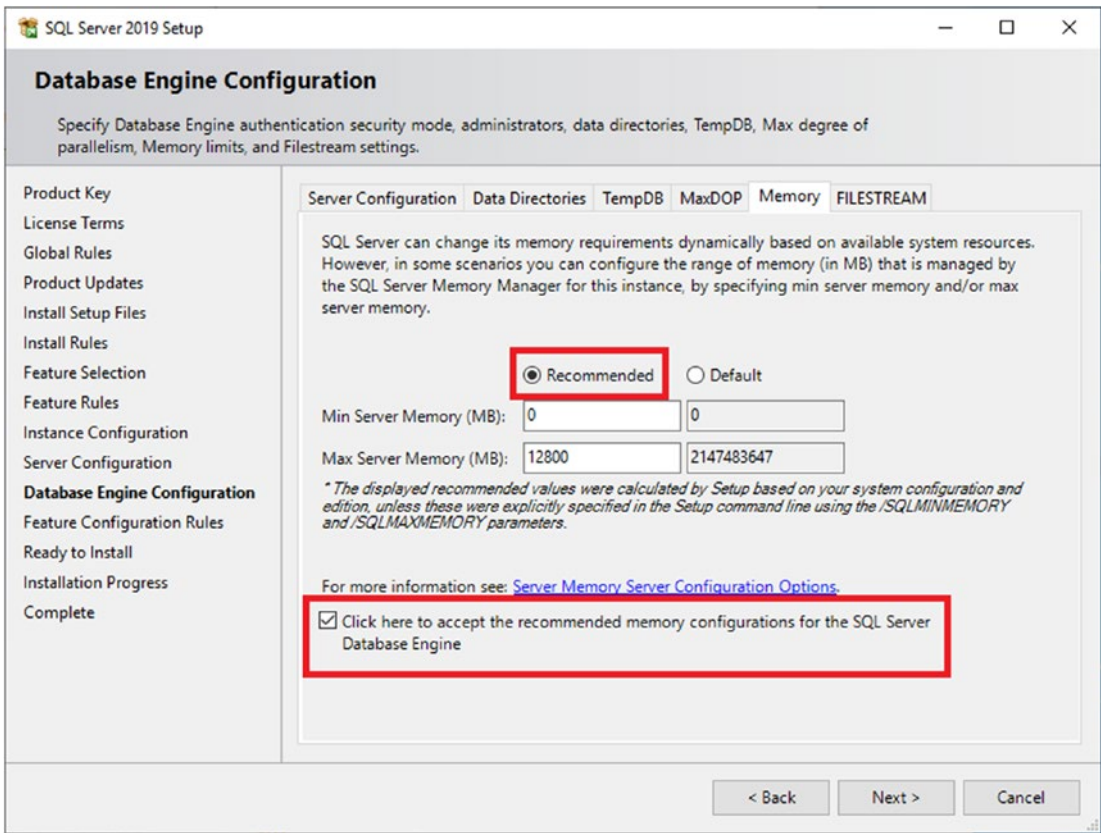 SQL Server 2019 Setup
Database Engine Configuration
Specify Database Engine authentication security mode, administrators, data directories, TempDB, Max degree of
parallelism, Memory limits, and Filestream settings.
Product Key
License Terms
Global Rules
Product Updates
Install Setup Files
Install Rules
Feature Selection
Feature Rules
Instance Configuration
Server Configuration
Database Engine Configuration
Feature Configuration Rules
Ready to Install
Installation Progress
Complete
Server Configuration Data Directories TempDB MaxDOP Memory FILESTREAM
SQL Server can change its memory requirements dynamically based on available system resources.
However, in some scenarios you can configure the range of memory (in MB) that is managed by
the SQL Server Memory Manager for this instance, by specifying min server memory and/or max
server memory.
Recommended Default
Min Server Memory (MB): 0 0
Max Server Memory (MB): 12800 2147483647
* The displayed recommended values were calculated by Setup based on your system configuration and
edition, unless these were explicitly specified in the Setup command line using the /SQLMINMEMORY
and /SQLMAXMEMORY parameters.
For more information see: Server Memory Server Configuration Options.
Click here to accept the recommended memory configurations for the SQL Server
Database Engine
< Back Next > Cancel